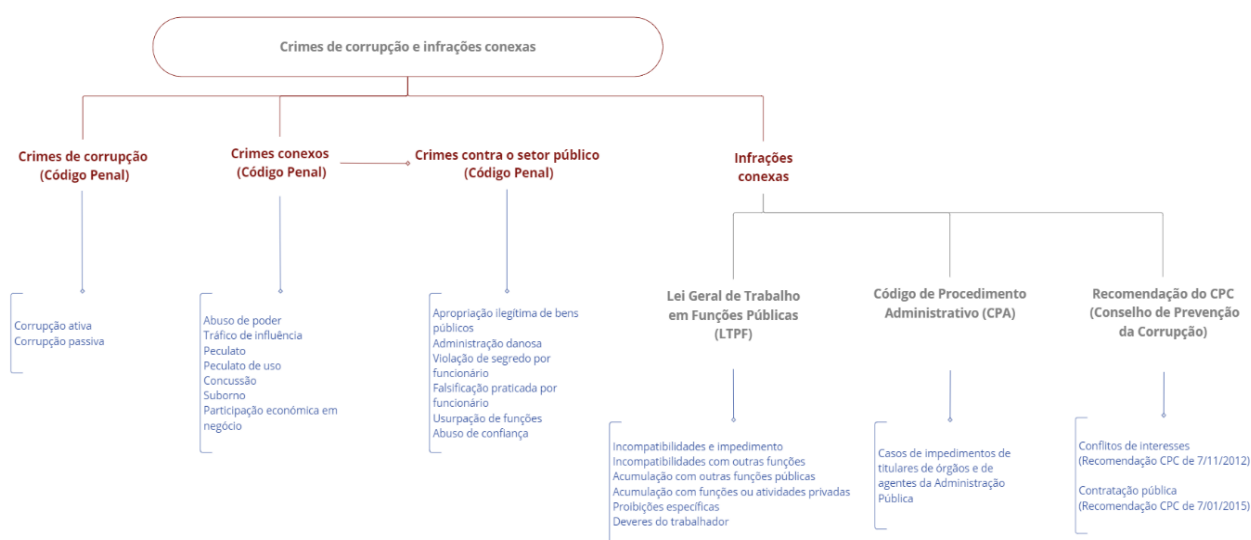 Crimes de corrupção e infrações conexas
Crimes de corrupção
(Código Penal)
Crimes conexos
(Código Penal)
Crimes contra o setor público
(Código Penal)
Infrações
conexas
Corrupção ativa
Corrupção passiva
Abuso de poder
Tráfico de influência
Peculato
Peculato de uso
Concussão
Suborno
Participação económica em
negócio
Apropriação ilegítima de bens
públicos
Administração danosa
Violação de segredo por
funcionário
Falsificação praticada por
funcionário
Usurpação de funções
Abuso de confiança
Lei Geral de Trabalho
em Funções Públicas
(LTPF)
Incompatibilidades e impedimento
Incompatibilidades com outras funções
Acumulação com outras funções públicas
Acumulação com funções ou atividades privadas
Proibições específicas
Deveres do trabalhador
Código de Procedimento
Administrativo (CPA)
Casos de impedimentos de
titulares de órgãos e de
agentes da Administração
Pública
Recomendação do CPC
(Conselho de Prevenção
da Corrupção)
Conflitos de interesses
(Recomendação CPC de 7/11/2012)
Contratação pública
(Recomendação CPC de 7/01/2015)